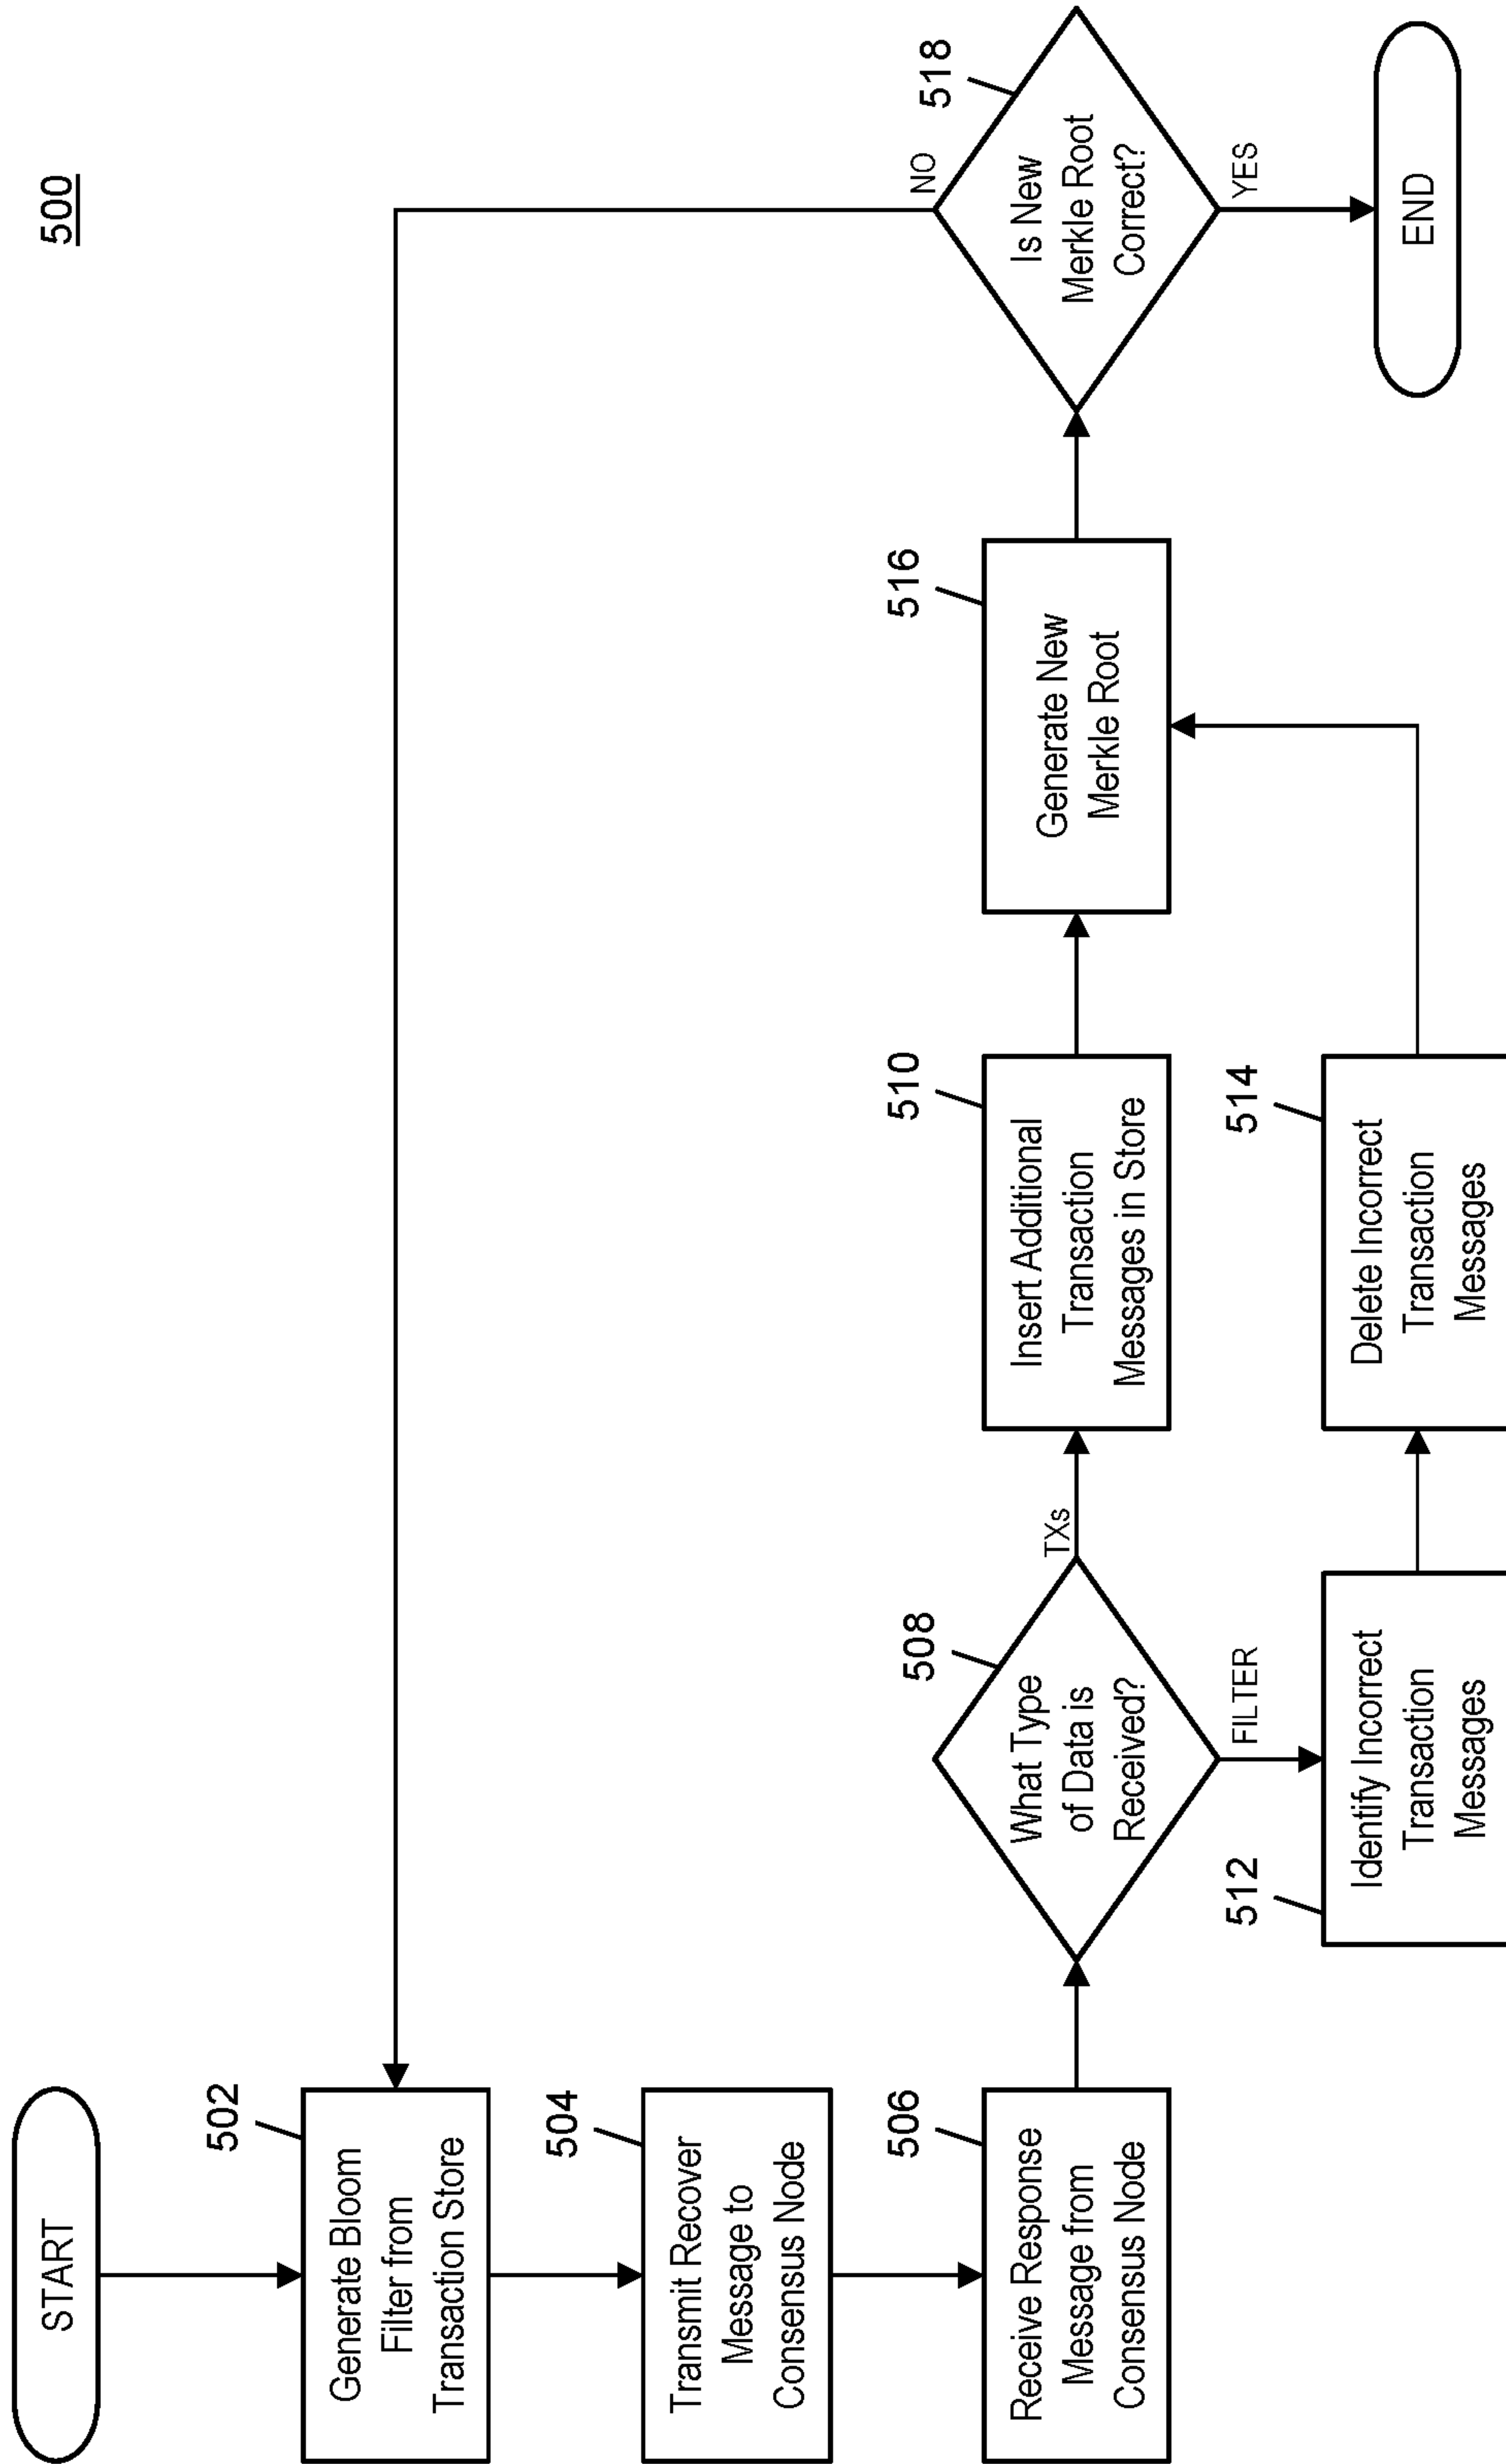 500
START
502
Generate Bloom
Filter from
Transaction Store
504
Transmit Recover
Message to
Consensus Node
506
Receive Response
Message from
Consensus Node
508
What Type
of Data is
Received?
TXs
FILTER
510
Insert Additional
Transaction
Messages in Store
512
Identify Incorrect
Transaction
Messages
514
Delete Incorrect
Transaction
Messages
516
Generate New
Merkle Root
518
Is New
Merkle Root
Correct?
NO
YES
END